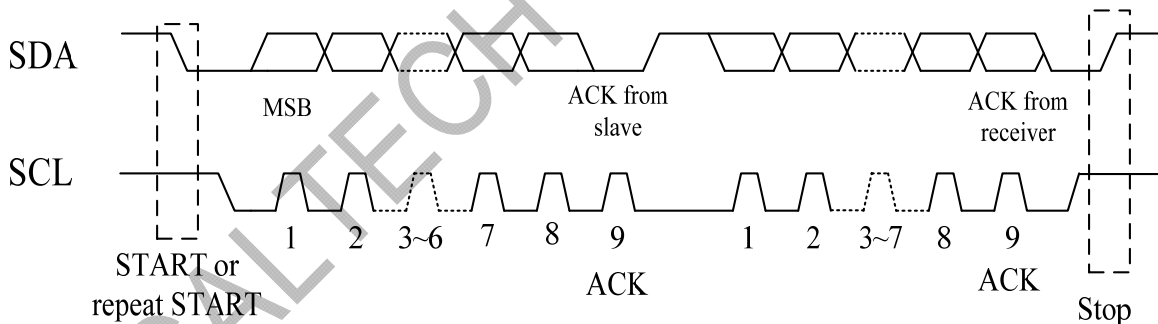 SDA
MSB
ACK from
slave
ACK from
receiver
SCL
1 2 3~6 7 8 9 1 2 3~7 8 9
START or
repeat START
ACK
ACK
Stop
ALTECH